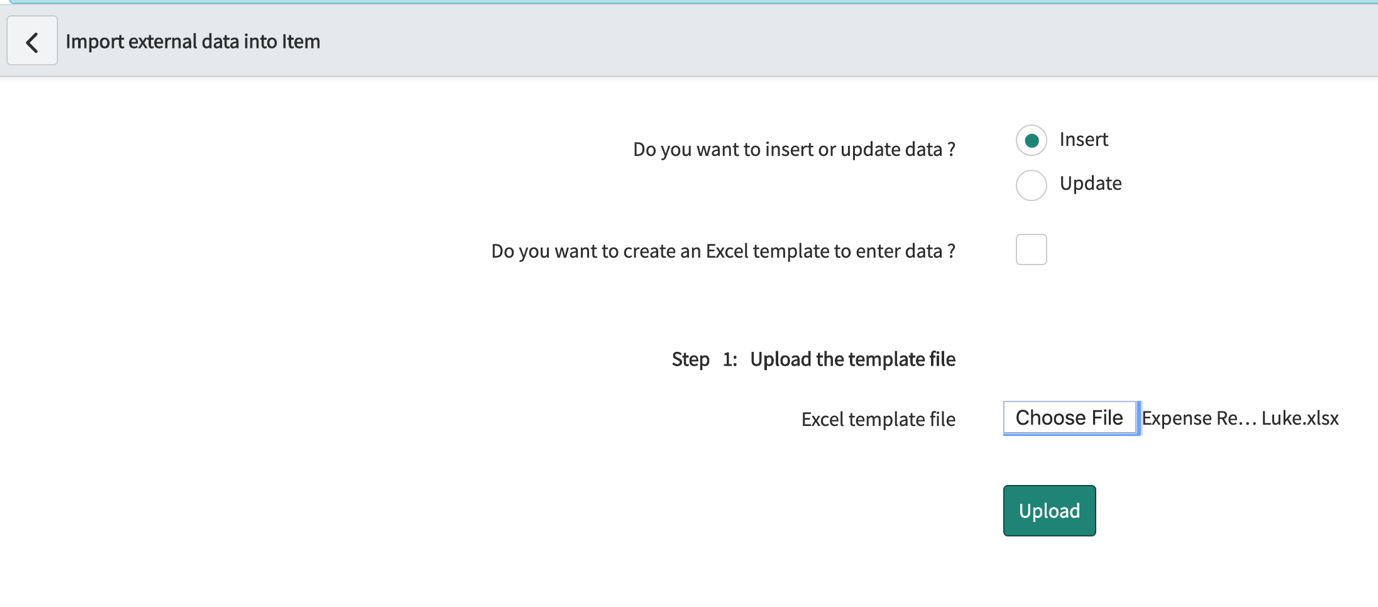 Import external data into Item
Do you want to insert or update data ?
Insert
Update
Do you want to create an Excel template to enter data ?
Step 1: Upload the template file
Excel template file
Choose File Expense Re… Luke.xlsx
Upload